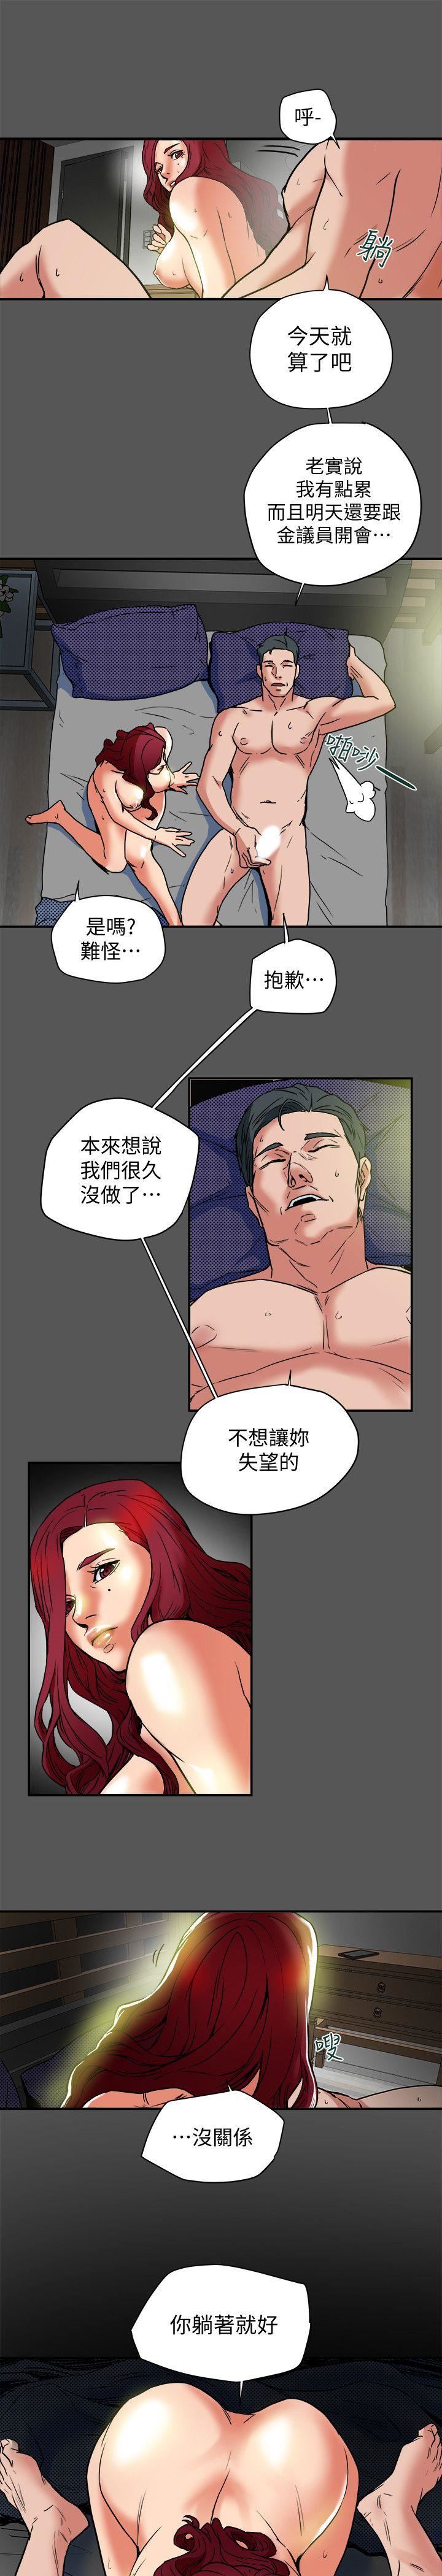 呼-
躺
今天就
算了吧
老實說
我有點累
而且明天還要跟
金議員開會⋯
啪沙
是嗎?
難怪⋯
抱歉⋯
本來想說
我們很久
沒做了⋯
不想讓妳
失望的
嗖
⋯沒關係
你躺著就好